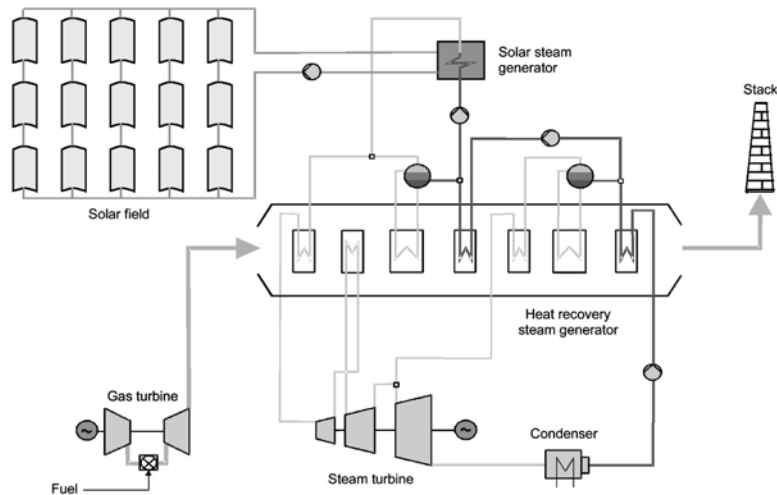 Solar steam
generator
Stack
Solar field
Heat recovery
steam generator
Gas turbine
Condenser
Steam turbine
Fuel